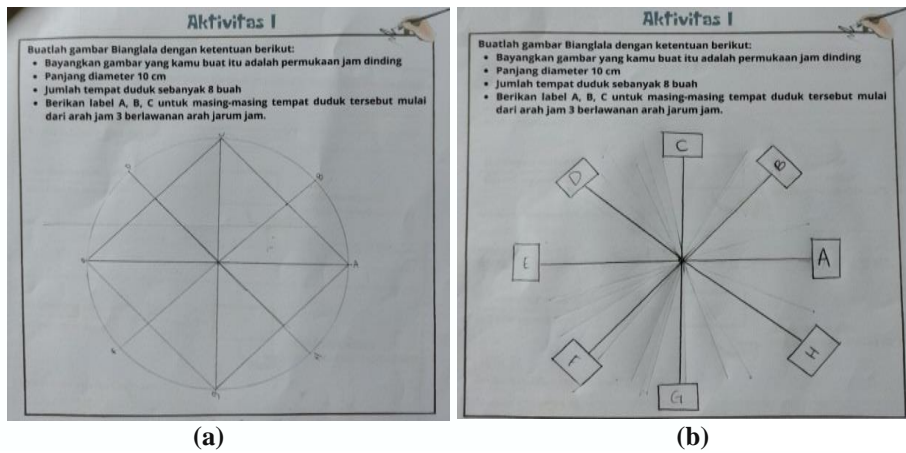 Aktivitas 1
Buatlah gambar Bianglala dengan ketentuan berikut:
• Bayangkan gambar yang kamu buat itu adalah permukaan jam dinding
• Panjang diameter 10 cm
• Jumlah tempat duduk sebanyak 8 buah
• Berikan label A, B, C untuk masing-masing tempat duduk tersebut mulai
dari arah jam 3 berlawanan arah jarum jam.
C
D
B
A
H
(a)
Aktivitas 1
Buatlah gambar Bianglala dengan ketentuan berikut:
• Bayangkan gambar yang kamu buat itu adalah permukaan jam dinding
• Panjang diameter 10 cm
• Jumlah tempat duduk sebanyak 8 buah
• Berikan label A, B, C untuk masing-masing tempat duduk tersebut mulai
dari arah jam 3 berlawanan arah jarum jam.
C
D
B
E
A
F
H
G
(b)